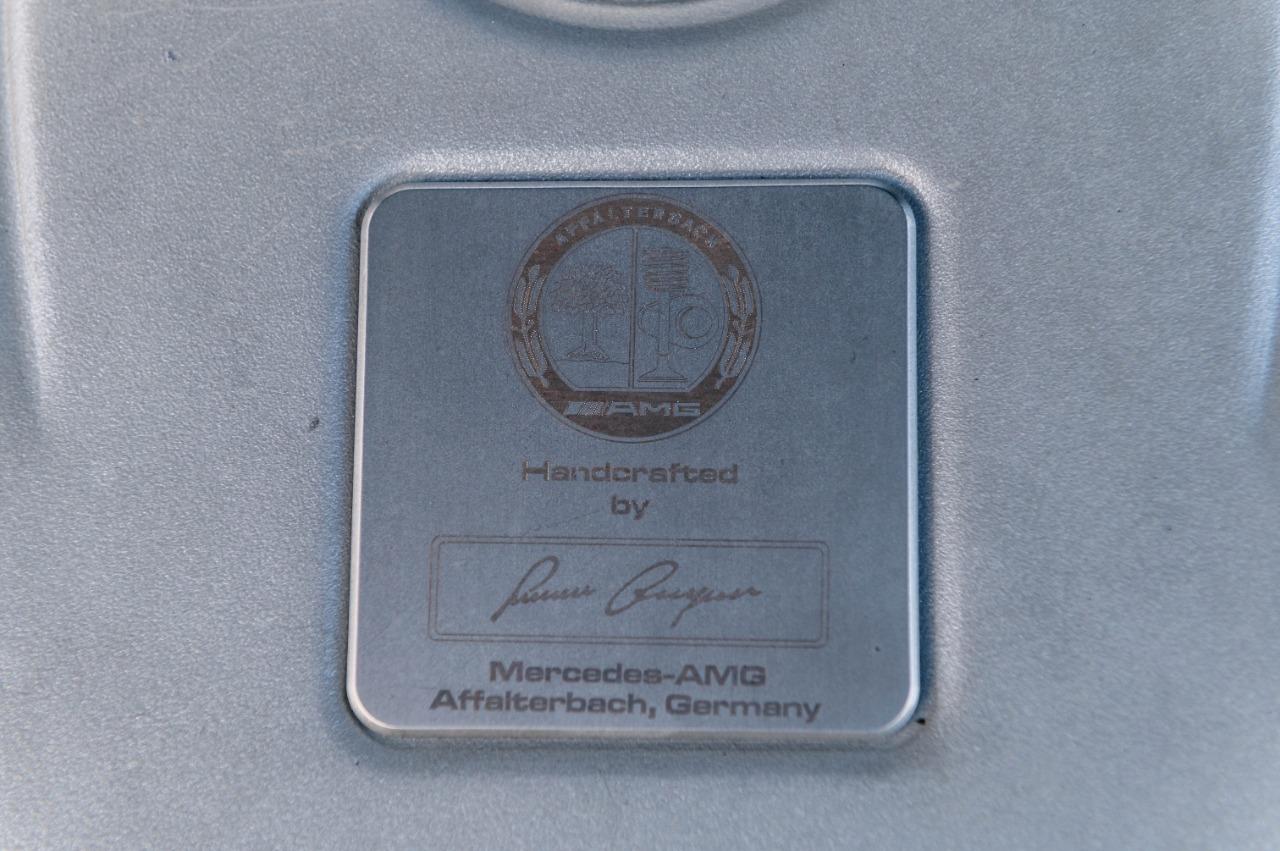 AFFALTERBACH
AMG
Handcrafted
by
Mercedes-AMG
Affalterbach, Germany